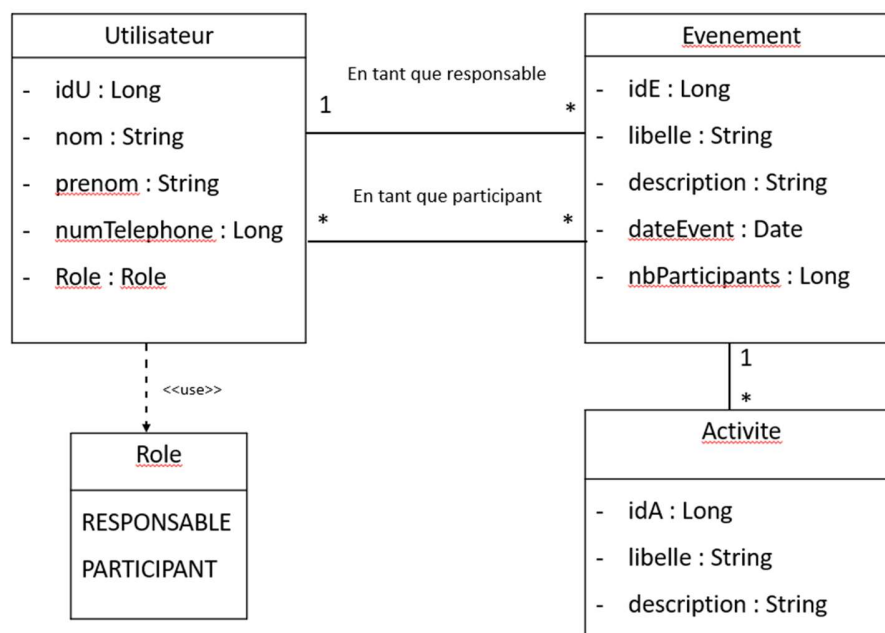 Utilisateur
- idU : Long
- nom : String
- prenom : String
- numTelephone : Long
- Role : Role
En tant que responsable
1
*
En tant que participant
*
*
Evenement
- idE : Long
- libelle : String
- description : String
- dateEvent : Date
- nbParticipants : Long
<<use>>
1
*
Role
RESPONSABLE
PARTICIPANT
Activite
- idA : Long
- libelle : String
- description : String